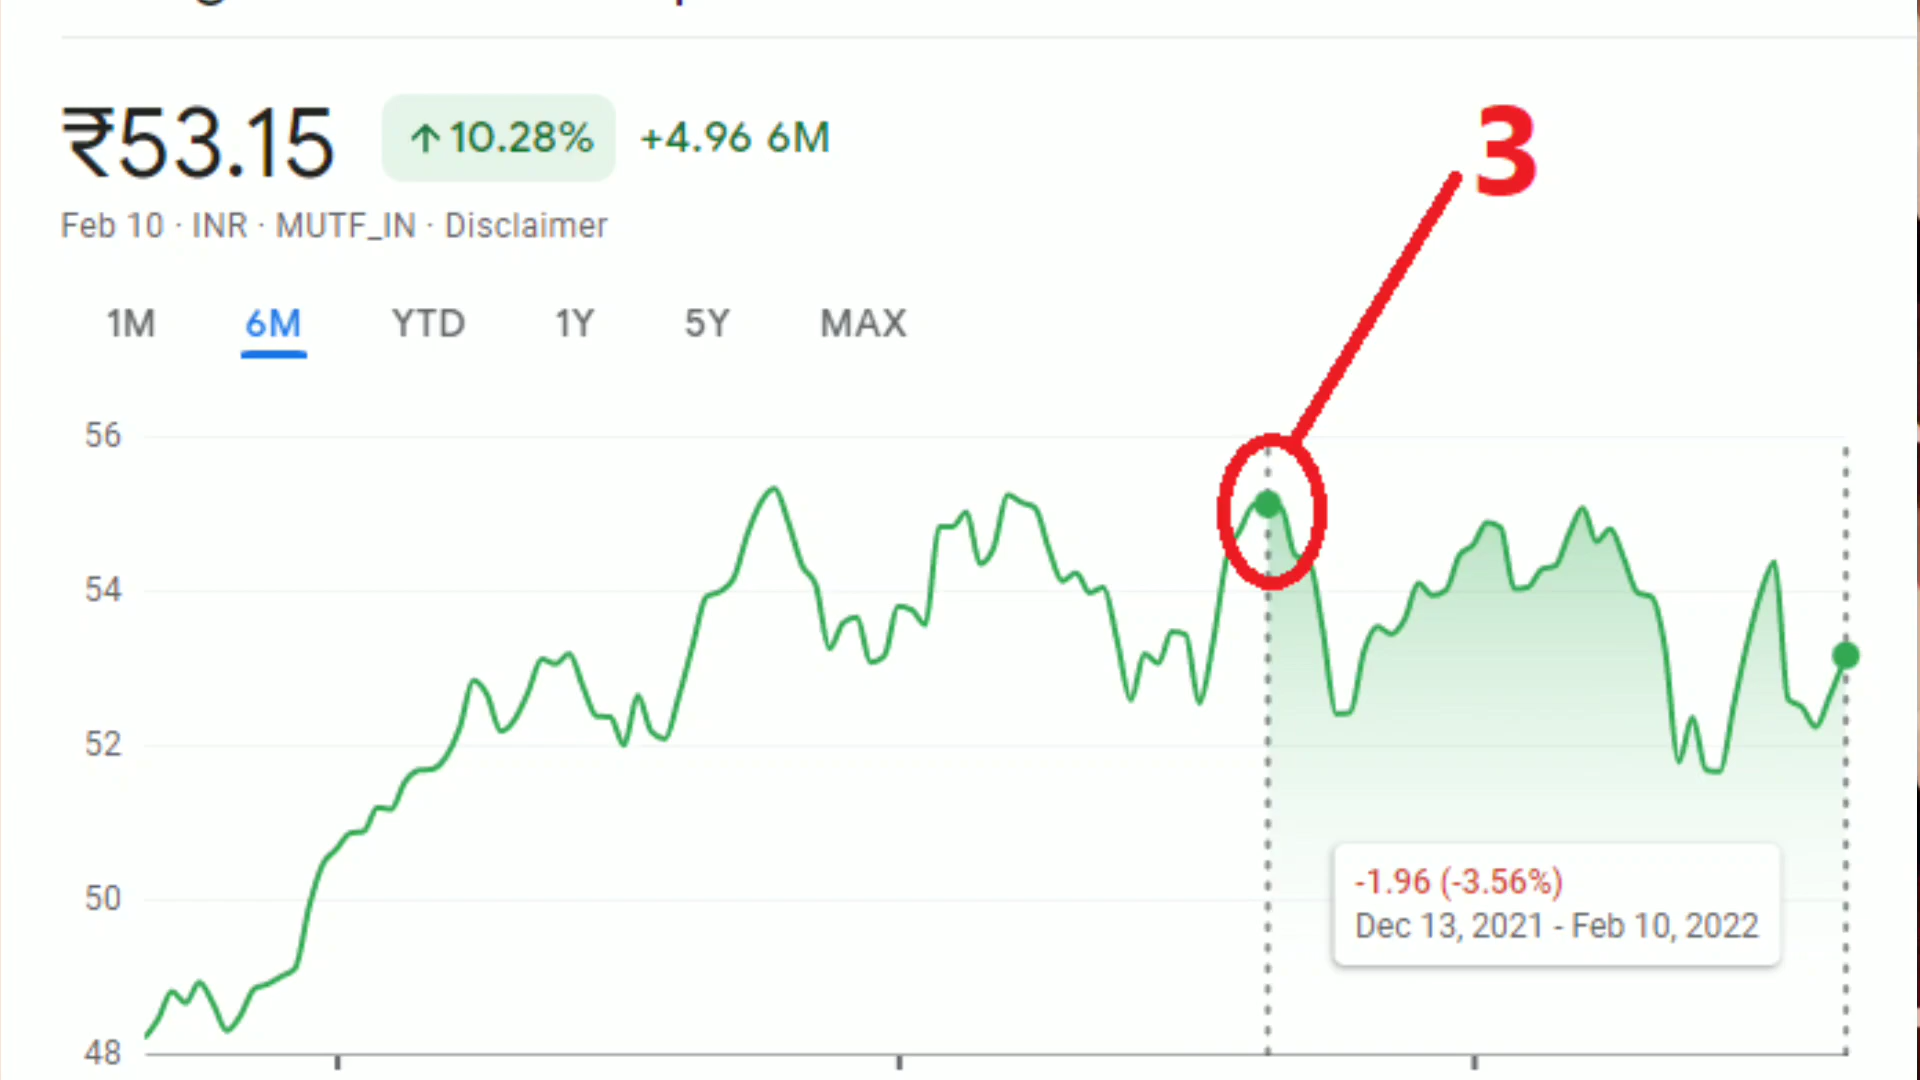 ₹53.15 ↑10.28% +4.96 6M
Feb 10 · INR · MUTF_IN · Disclaimer
1M 6M YTD 1Y 5Y MAX
3
56
54
52
50
48
-1.96 (-3.56%)
Dec 13, 2021 - Feb 10, 2022